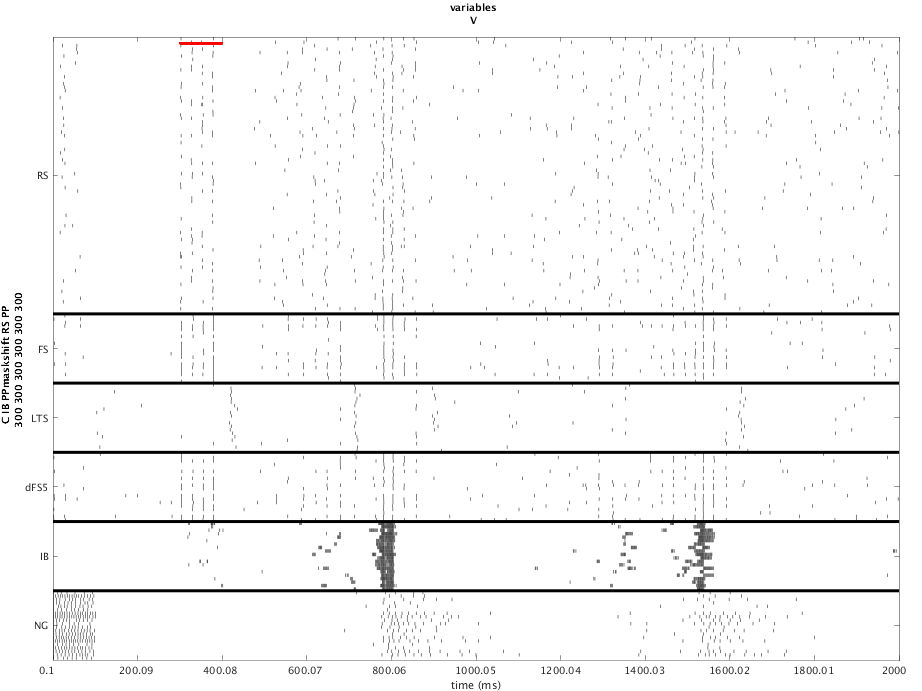 variables
V
RS
FS
LTS
dFS5
IB
NG
C IB PPmaskshift RS PP
300 300 300 300 300 300
0.1 200.09 400.08 600.07 800.06 1000.05 1200.04 1400.03 1600.02 1800.01 2000
time (ms)